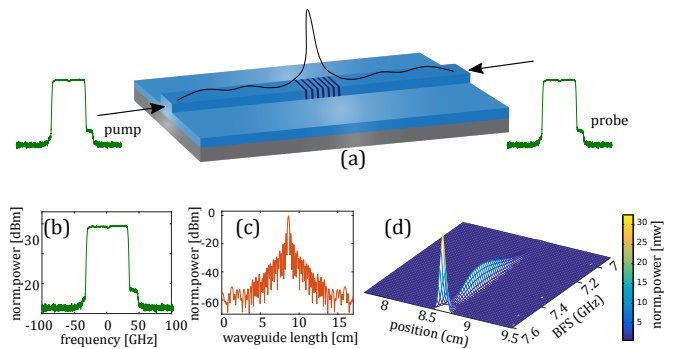 pump
probe
(a)
(b)
norm.power [dBm]
30
20
-100
-50
0
50
100
frequency [GHz]
(c)
norm.power [dBm]
0
-20
-40
-60
0
5
10
15
waveguide length [cm]
(d)
8
8.5
9
9.5
position (cm)
7.6
7.4
7.2
7
BFS (GHz)
30
25
20
15
10
5
0
norm.power [mw]